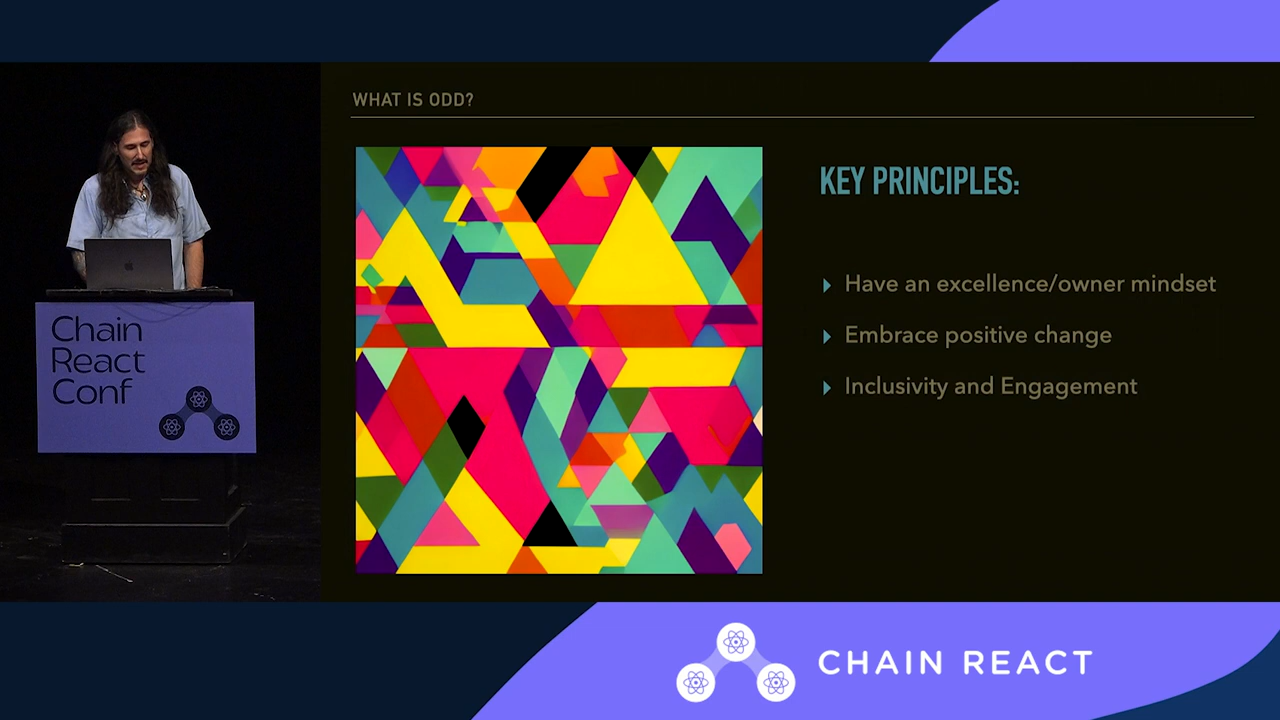 WHAT IS ODD?
KEY PRINCIPLES:
Have an excellence/owner mindset
Embrace positive change
Inclusivity and Engagement
Chain
React
Conf
CHAIN REACT